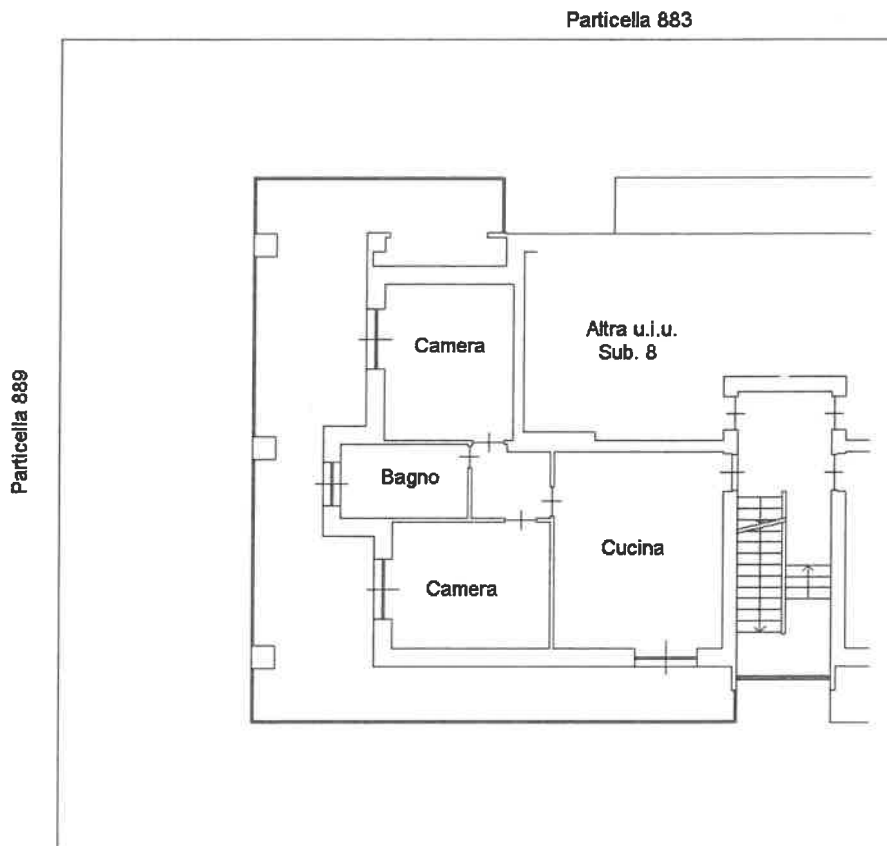 Particella 883
Altra u.i.u.
Sub. 8
Camera
Particella 889
Bagno
Cucina
Camera